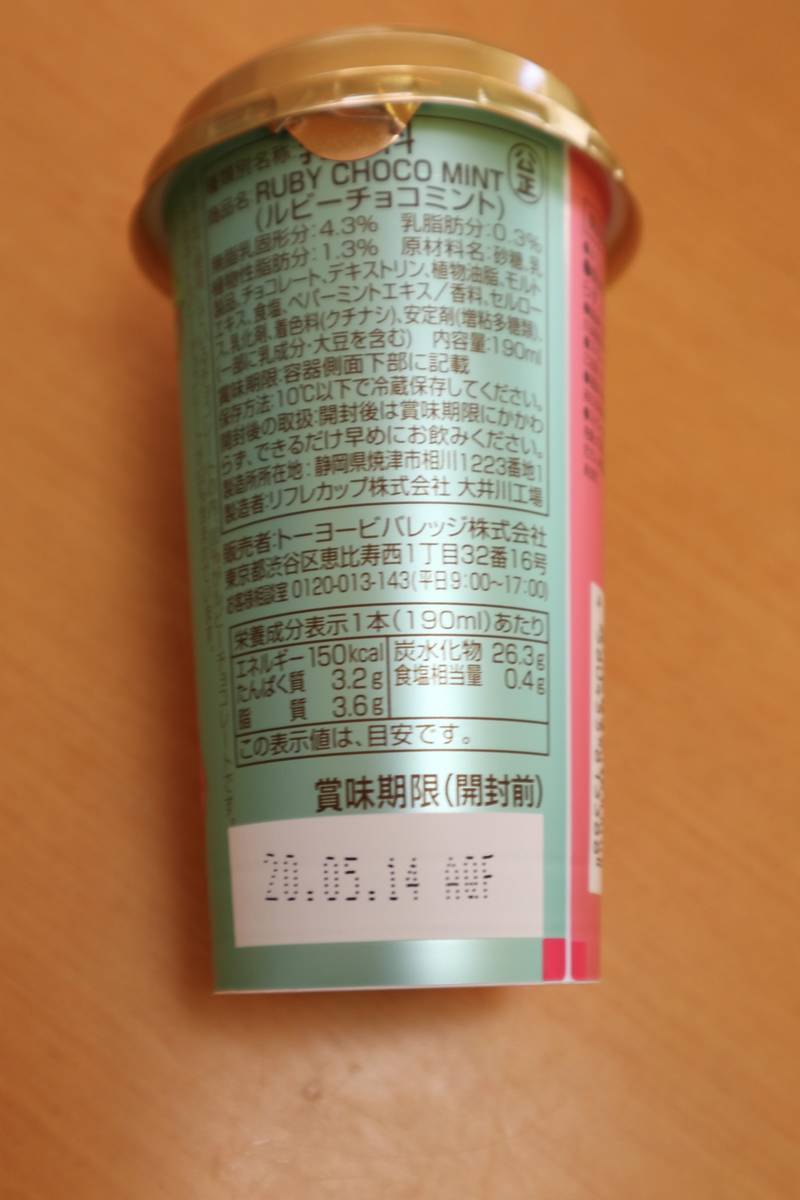 種類別名称:
公正
商品名:RUBY CHOCO MINT
(ルビーチョコミント)
無脂乳固形分:4.3% 乳脂肪分:0.3%
植物性脂肪分:1.3% 原材料名:砂糖、乳
製品、チョコレート、デキストリン、植物油脂、モルト
エキス、食塩、ペパーミントエキス/香料、セルロー
ス、乳化剤、着色料(クチナシ)、安定剤(増粘多糖類)、
(一部に乳成分・大豆を含む) 内容量:190ml
賞味期限:容器側面下部に記載
保存方法:10℃以下で冷蔵保存してください。
開封後の取扱:開封後は賞味期限にかかわ
らず、できるだけ早めにお飲みください。
製造所所在地:静岡県焼津市相川1223番地1
製造者:リフレカップ株式会社 大井川工場
販売者:トーヨービバレッジ株式会社
東京都渋谷区恵比寿西1丁目32番16号
お客様相談室 0120-013-143(平日9:00~17:00)
栄養成分表示1本(190ml)あたり
エネルギー 150kcal 炭水化物 26.3g
たんぱく質 3.2g 食塩相当量 0.4g
脂質 3.6g
この表示値は、目安です。
賞味期限(開封前)
20.05.14 AQF